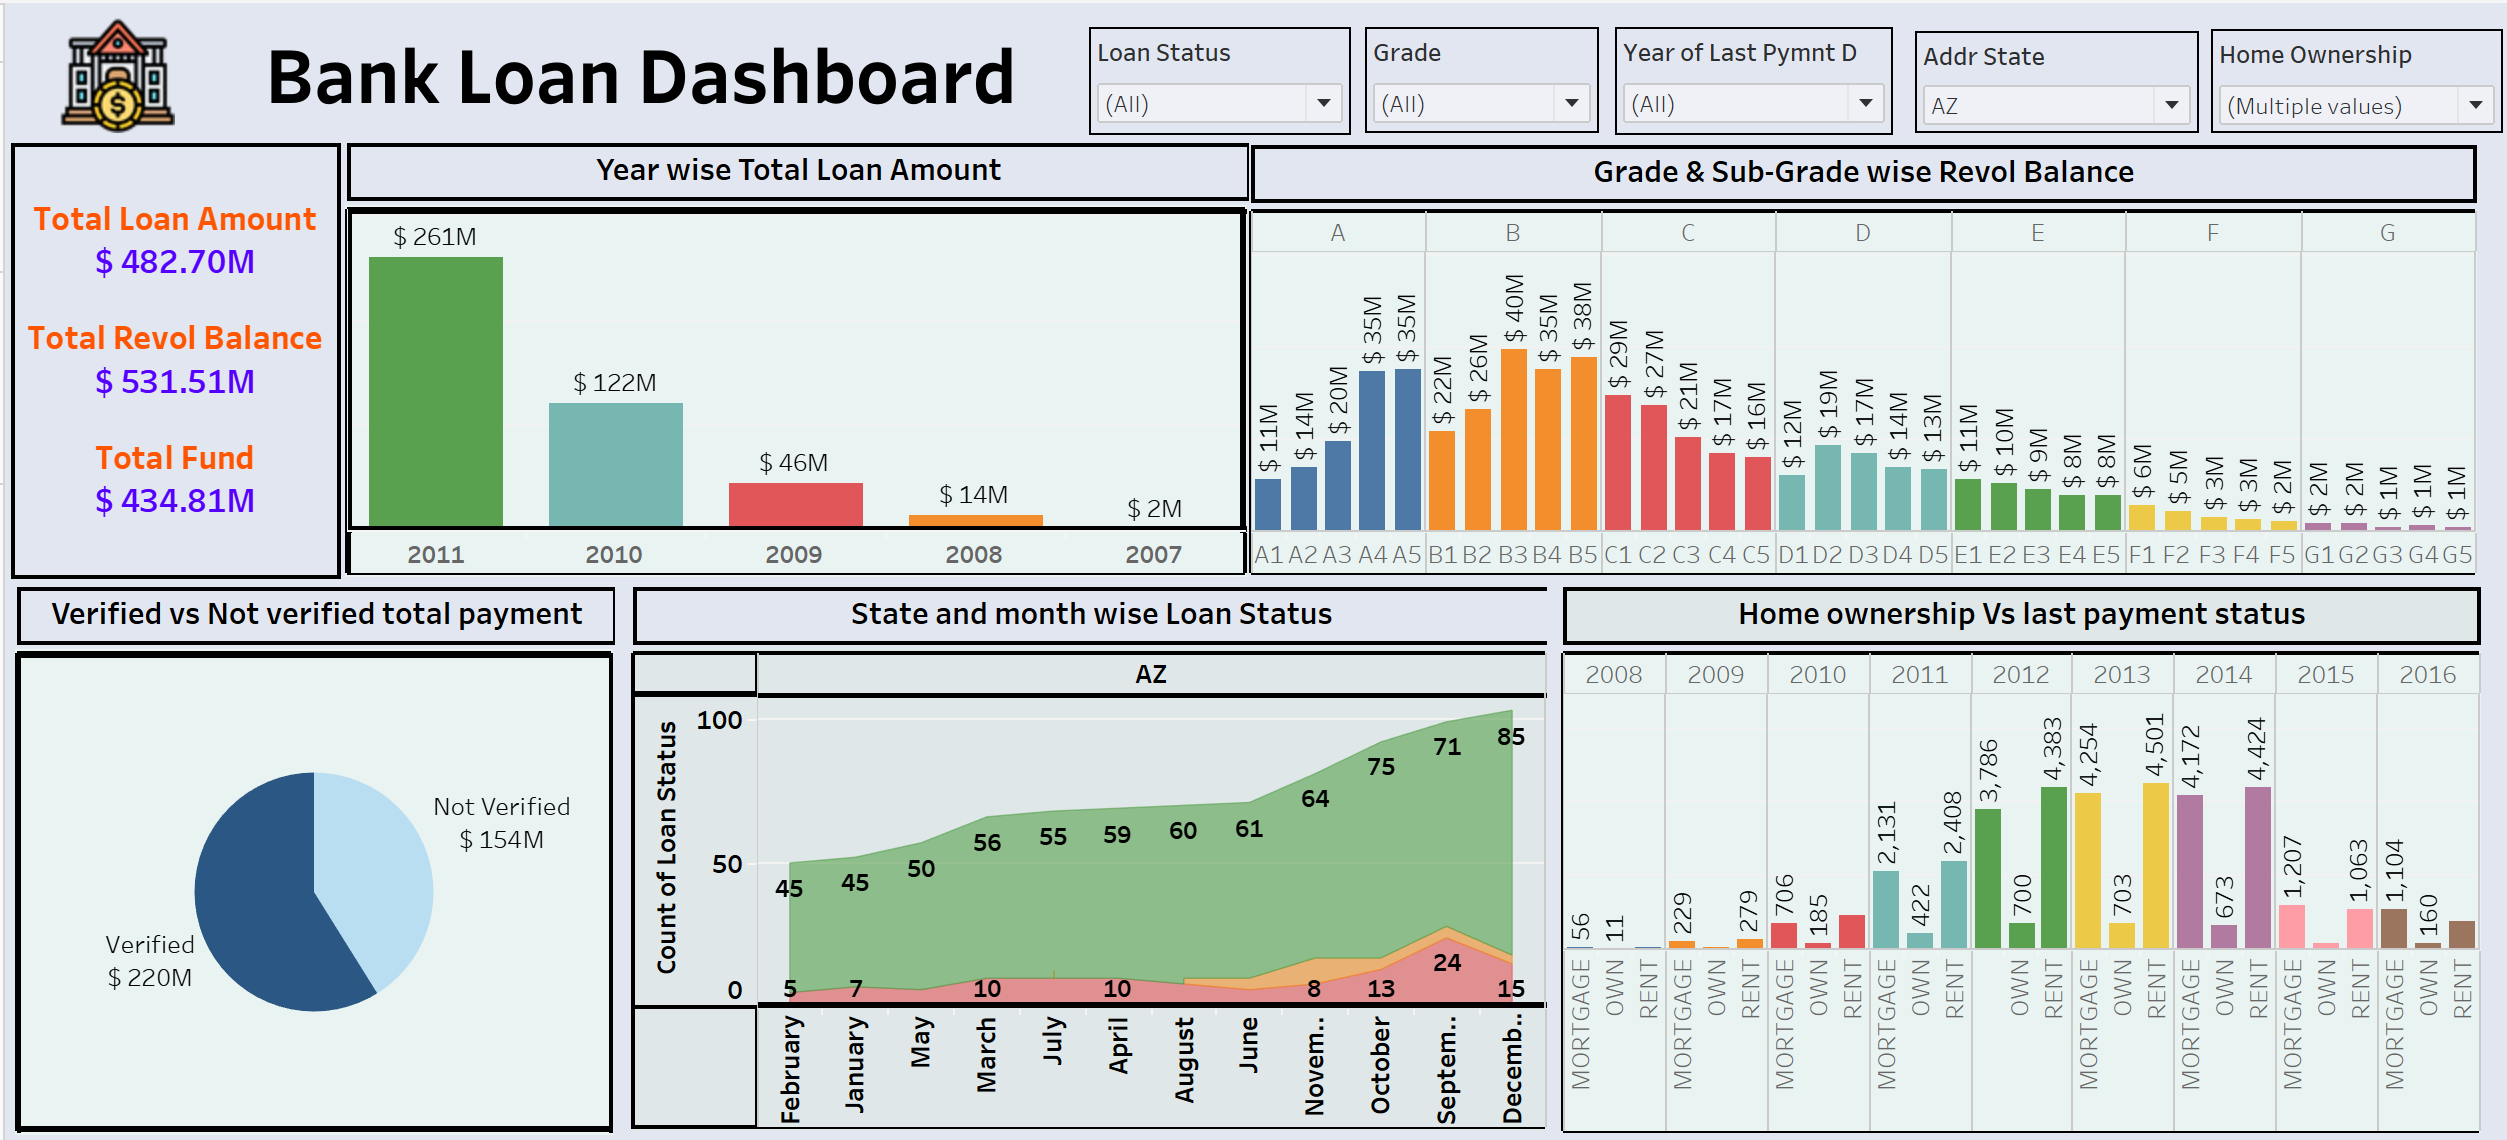 Bank Loan Dashboard
Loan Status
(All)
Grade
(All)
Year of Last Pymnt D
(All)
Addr State
AZ
Home Ownership
(Multiple values)
Total Loan Amount
$ 482.70M
Total Revol Balance
$ 531.51M
Total Fund
$ 434.81M
Year wise Total Loan Amount
$ 261M
$ 122M
$ 46M
$ 14M
$ 2M
2011 2010 2009 2008 2007
Grade & Sub-Grade wise Revol Balance
A B C D E F G
$ 11M $ 14M $ 20M $ 35M $ 35M $ 22M $ 26M $ 40M $ 35M $ 38M $ 29M $ 27M $ 21M $ 17M $ 16M $ 12M $ 19M $ 17M $ 14M $ 13M $ 11M $ 10M $ 9M $ 8M $ 8M $ 6M $ 5M $ 3M $ 3M $ 2M $ 2M $ 2M $ 1M $ 1M $ 1M
A1 A2 A3 A4 A5 B1 B2 B3 B4 B5 C1 C2 C3 C4 C5 D1 D2 D3 D4 D5 E1 E2 E3 E4 E5 F1 F2 F3 F4 F5 G1 G2 G3 G4 G5
Verified vs Not verified total payment
Not Verified
$ 154M
Verified
$ 220M
State and month wise Loan Status
AZ
Count of Loan Status
100
50
0
45 45 50 56 55 59 60 61 64 75 71 85
5 7 10 10 8 13 24 15
February January May March July April August June Novem.. October Septem.. Decemb..
Home ownership Vs last payment status
2008 2009 2010 2011 2012 2013 2014 2015 2016
56 11 229 279 706 185 2,131 422 2,408 3,786 700 4,383 4,254 703 4,501 4,172 673 4,424 1,207 1,063 1,104 160
MORTGAGE OWN RENT MORTGAGE OWN RENT MORTGAGE OWN RENT MORTGAGE OWN RENT OWN RENT MORTGAGE OWN RENT MORTGAGE OWN RENT MORTGAGE OWN RENT MORTGAGE OWN RENT